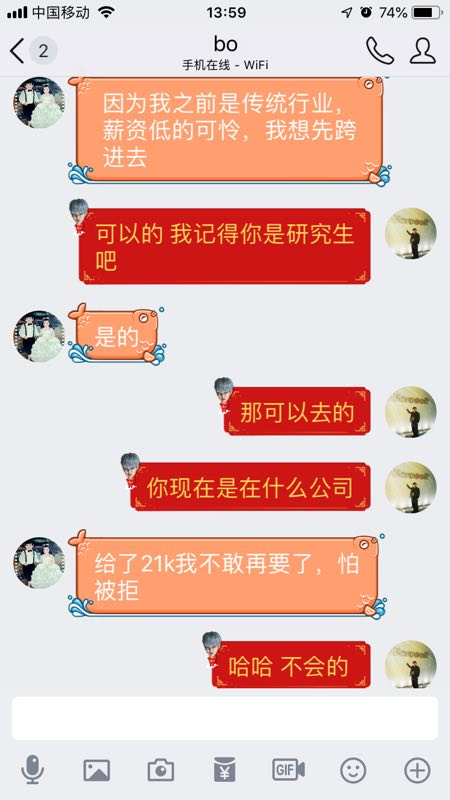 中国移动
13:59
74%
2
bo
手机在线 - WiFi
因为我之前是传统行业，
薪资低的可怜，我想先跨
进去
可以的 我记得你是研究生
吧
是的
那可以去的
你现在是在什么公司
给了21k我不敢再要了，怕
被拒
哈哈 不会的
¥
GIF